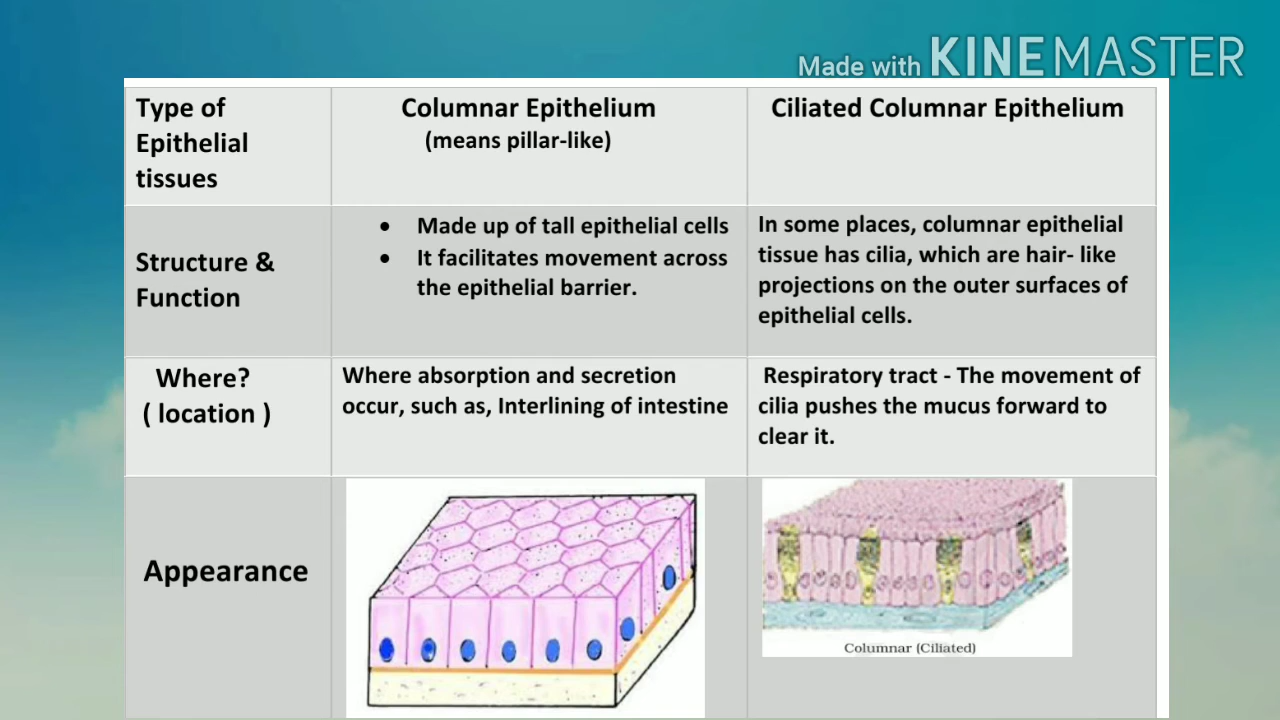 Made with KINEMASTER
Type of
Epithelial
tissues
Columnar Epithelium
(means pillar-like)
Ciliated Columnar Epithelium
Structure &
Function
• Made up of tall epithelial cells
• It facilitates movement across
the epithelial barrier.
In some places, columnar epithelial
tissue has cilia, which are hair- like
projections on the outer surfaces of
epithelial cells.
Where?
( location )
Where absorption and secretion
occur, such as, Interlining of intestine
Respiratory tract - The movement of
cilia pushes the mucus forward to
clear it.
Appearance
Columnar (Ciliated)